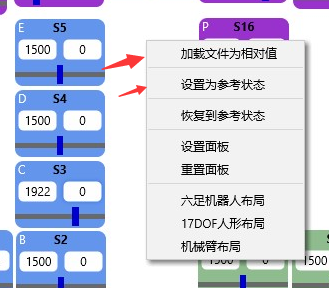 E S5
1500 0
D S4
1500 0
C S3
1922 0
B S2
1500 0
P S16
加载文件为相对值
设置为参考状态
恢复到参考状态
设置面板
重置面板
六足机器人布局
17DOF人形布局
机械臂布局
1500 0